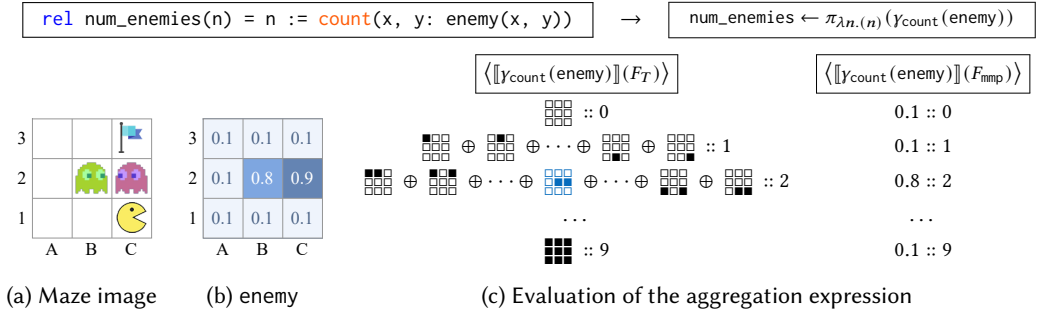 rel num_enemies(n) = n := count(x, y: enemy(x, y)) → num_enemies ← π_λn.(n)(γ_count(enemy))
⟨⟦γ_count(enemy)⟧(F_T)⟩ ⟨⟦γ_count(enemy)⟧(F_mmp)⟩
:: 0 0.1 :: 0
3 3 0.1 0.1 0.1 ⊕ ⊕ ··· ⊕ ⊕ :: 1 0.1 :: 1
2 2 0.1 0.8 0.9 ⊕ ⊕ ··· ⊕ ⊕ ··· ⊕ ⊕ :: 2 0.8 :: 2
1 1 0.1 0.1 0.1 ... ...
A B C A B C :: 9 0.1 :: 9
(a) Maze image (b) enemy (c) Evaluation of the aggregation expression